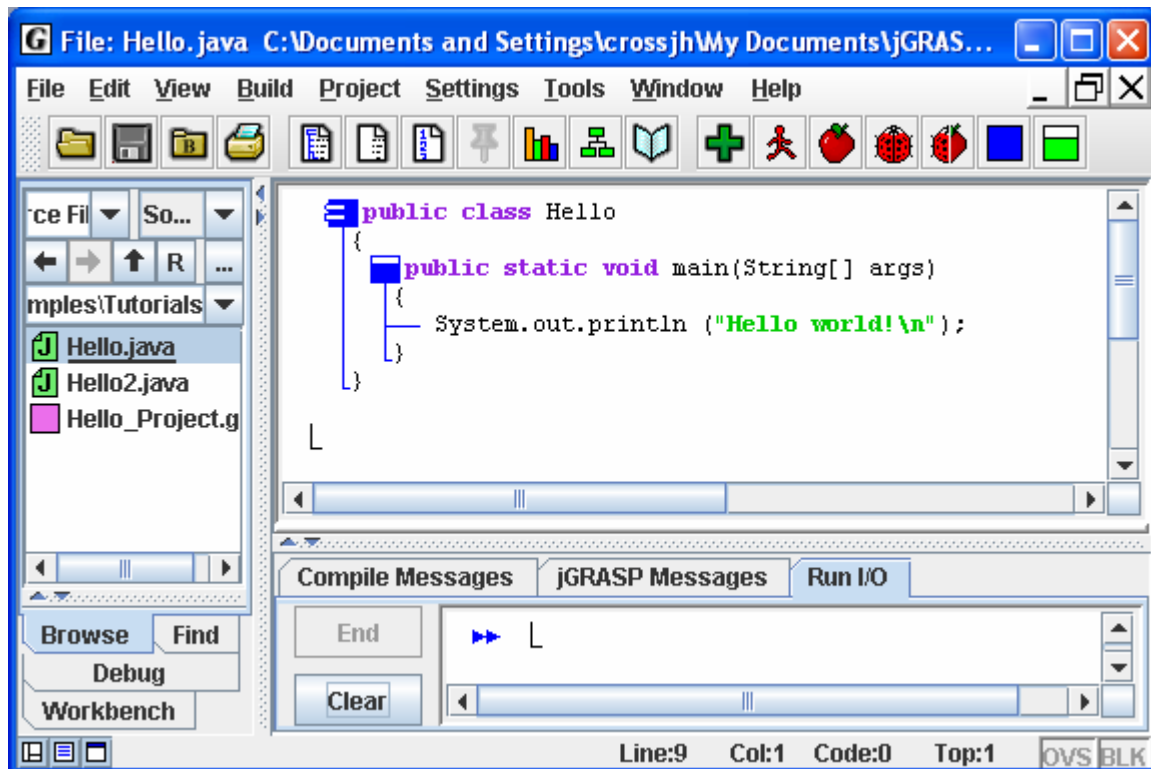 G File: Hello.java C:\Documents and Settings\crossjh\My Documents\jGRAS...
File Edit View Build Project Settings Tools Window Help
B
rce Fil So...
R ...
mples\Tutorials
J Hello.java
J Hello2.java
Hello_Project.g
public class Hello
{
public static void main(String[] args)
{
System.out.println ("Hello world!\n");
}
}
Compile Messages jGRASP Messages Run I/O
End
Clear
Browse Find
Debug
Workbench
Line:9 Col:1 Code:0 Top:1 OVS BLK